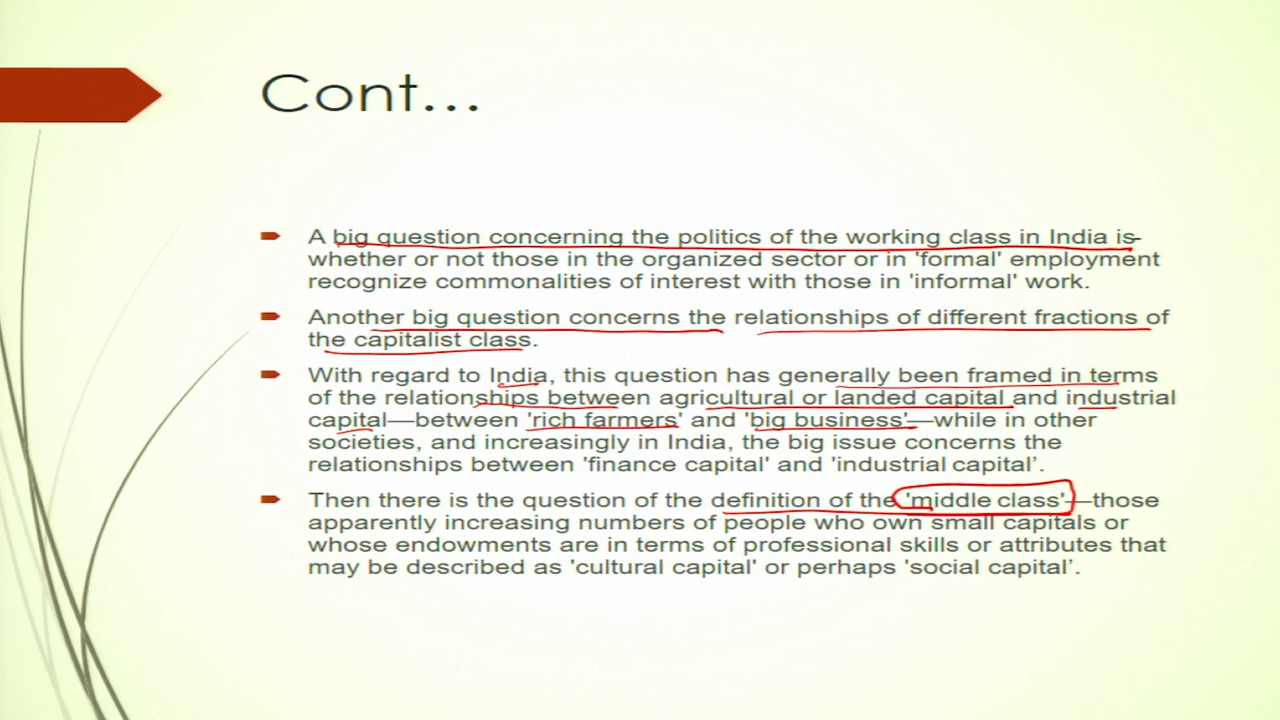 Cont...
A big question concerning the politics of the working class in India is-
whether or not those in the organized sector or in 'formal' employment
recognize commonalities of interest with those in 'informal' work.
Another big question concerns the relationships of different fractions of
the capitalist class.
With regard to India, this question has generally been framed in terms
of the relationships between agricultural or landed capital and industrial
capital—between 'rich farmers' and 'big business'—while in other
societies, and increasingly in India, the big issue concerns the
relationships between 'finance capital' and 'industrial capital’.
Then there is the question of the definition of the 'middle class'—those
apparently increasing numbers of people who own small capitals or
whose endowments are in terms of professional skills or attributes that
may be described as 'cultural capital' or perhaps 'social capital’.